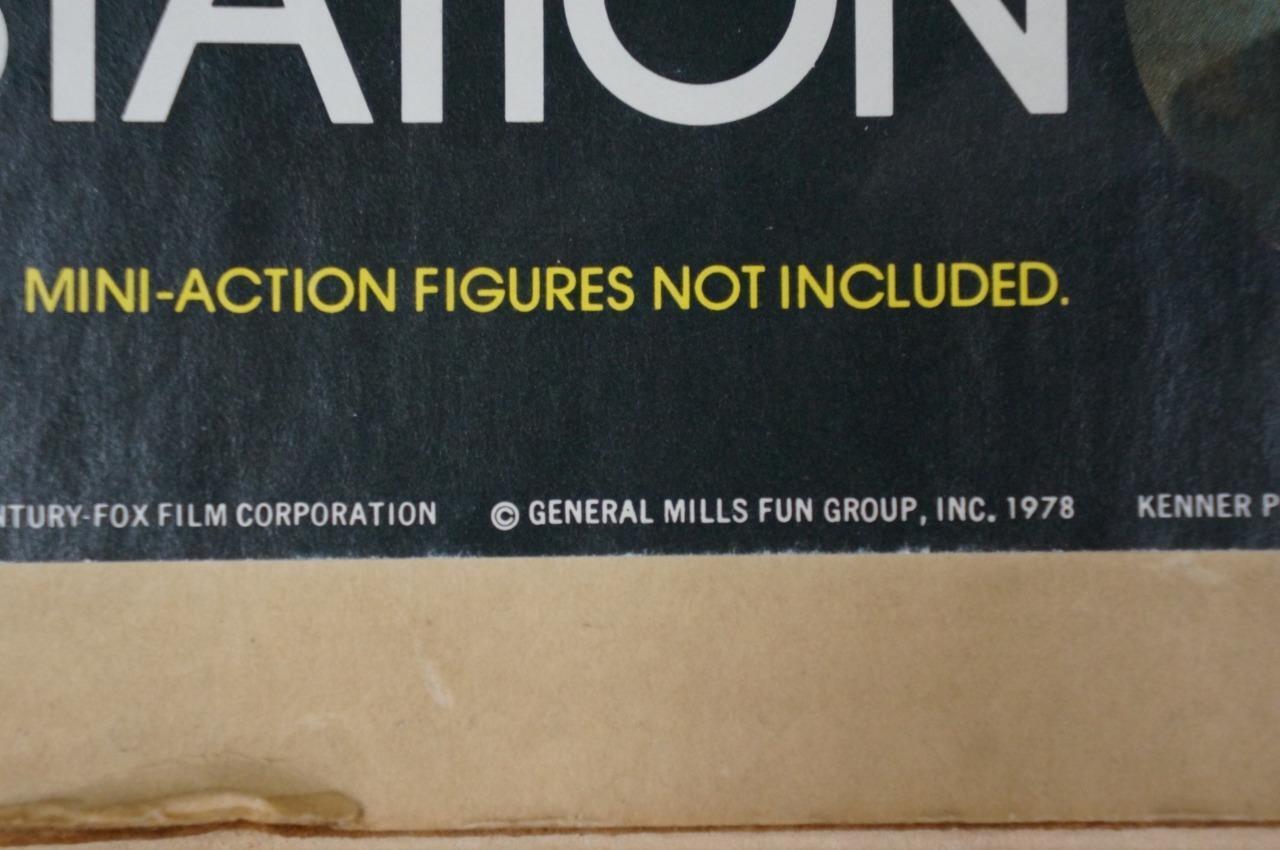 STATION
MINI-ACTION FIGURES NOT INCLUDED.
NTURY-FOX FILM CORPORATION © GENERAL MILLS FUN GROUP, INC. 1978 KENNER P